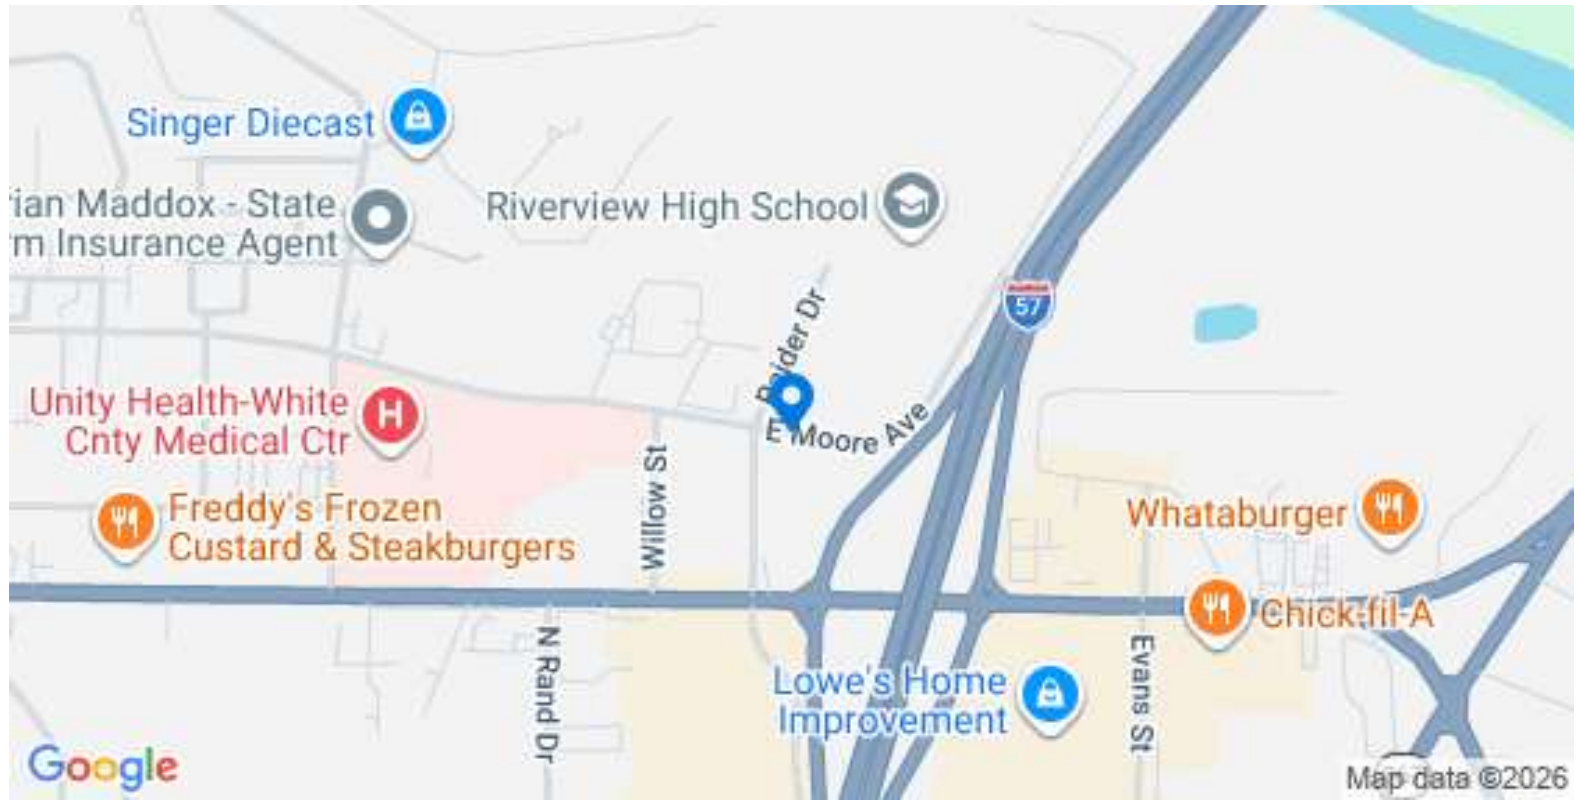 Singer Diecast
rian Maddox - State
rm Insurance Agent
Riverview High School
57
Raider Dr
E Moore Ave
Unity Health-White
Cnty Medical Ctr
H
Freddy's Frozen
Custard & Steakburgers
Willow St
Whataburger
Chick-fil-A
N Rand Dr
Lowe's Home
Improvement
Evans St
Google
Map data ©2026